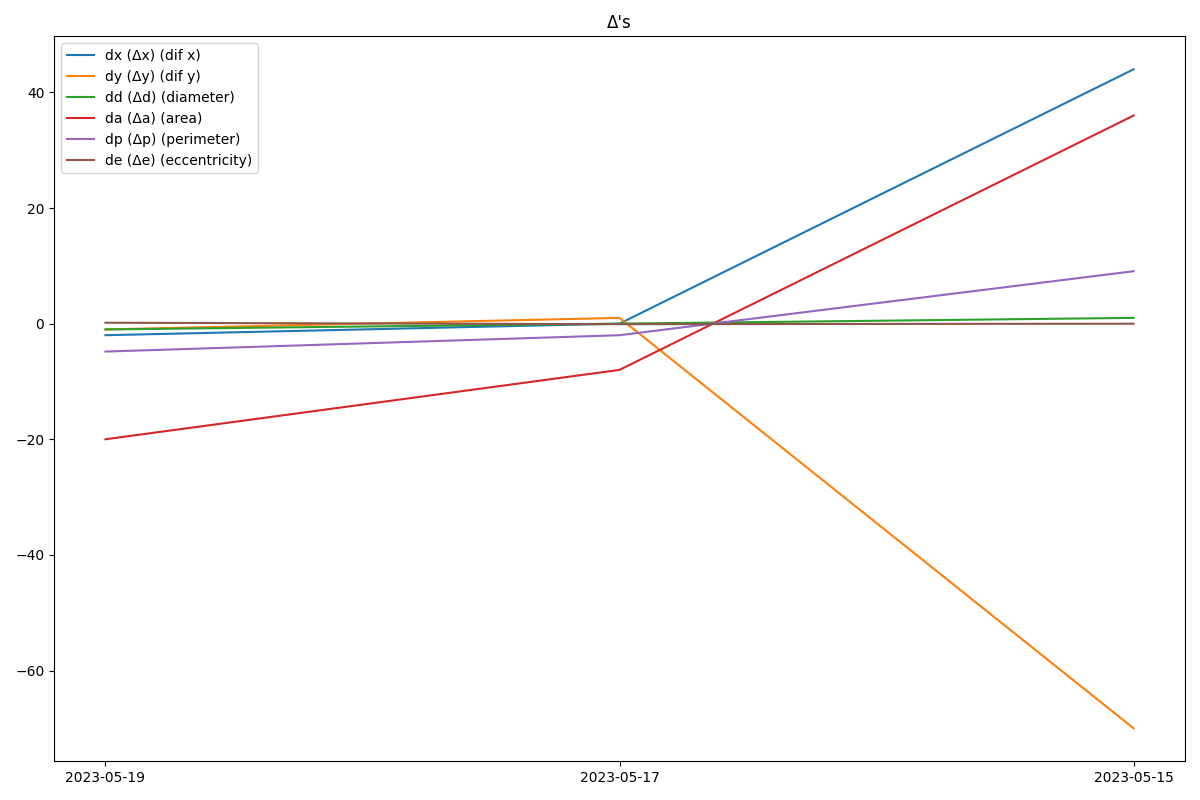 Δ's
dx (Δx) (dif x)
dy (Δy) (dif y)
dd (Δd) (diameter)
da (Δa) (area)
dp (Δp) (perimeter)
de (Δe) (eccentricity)
40
20
0
−20
−40
−60
2023-05-19 2023-05-17 2023-05-15